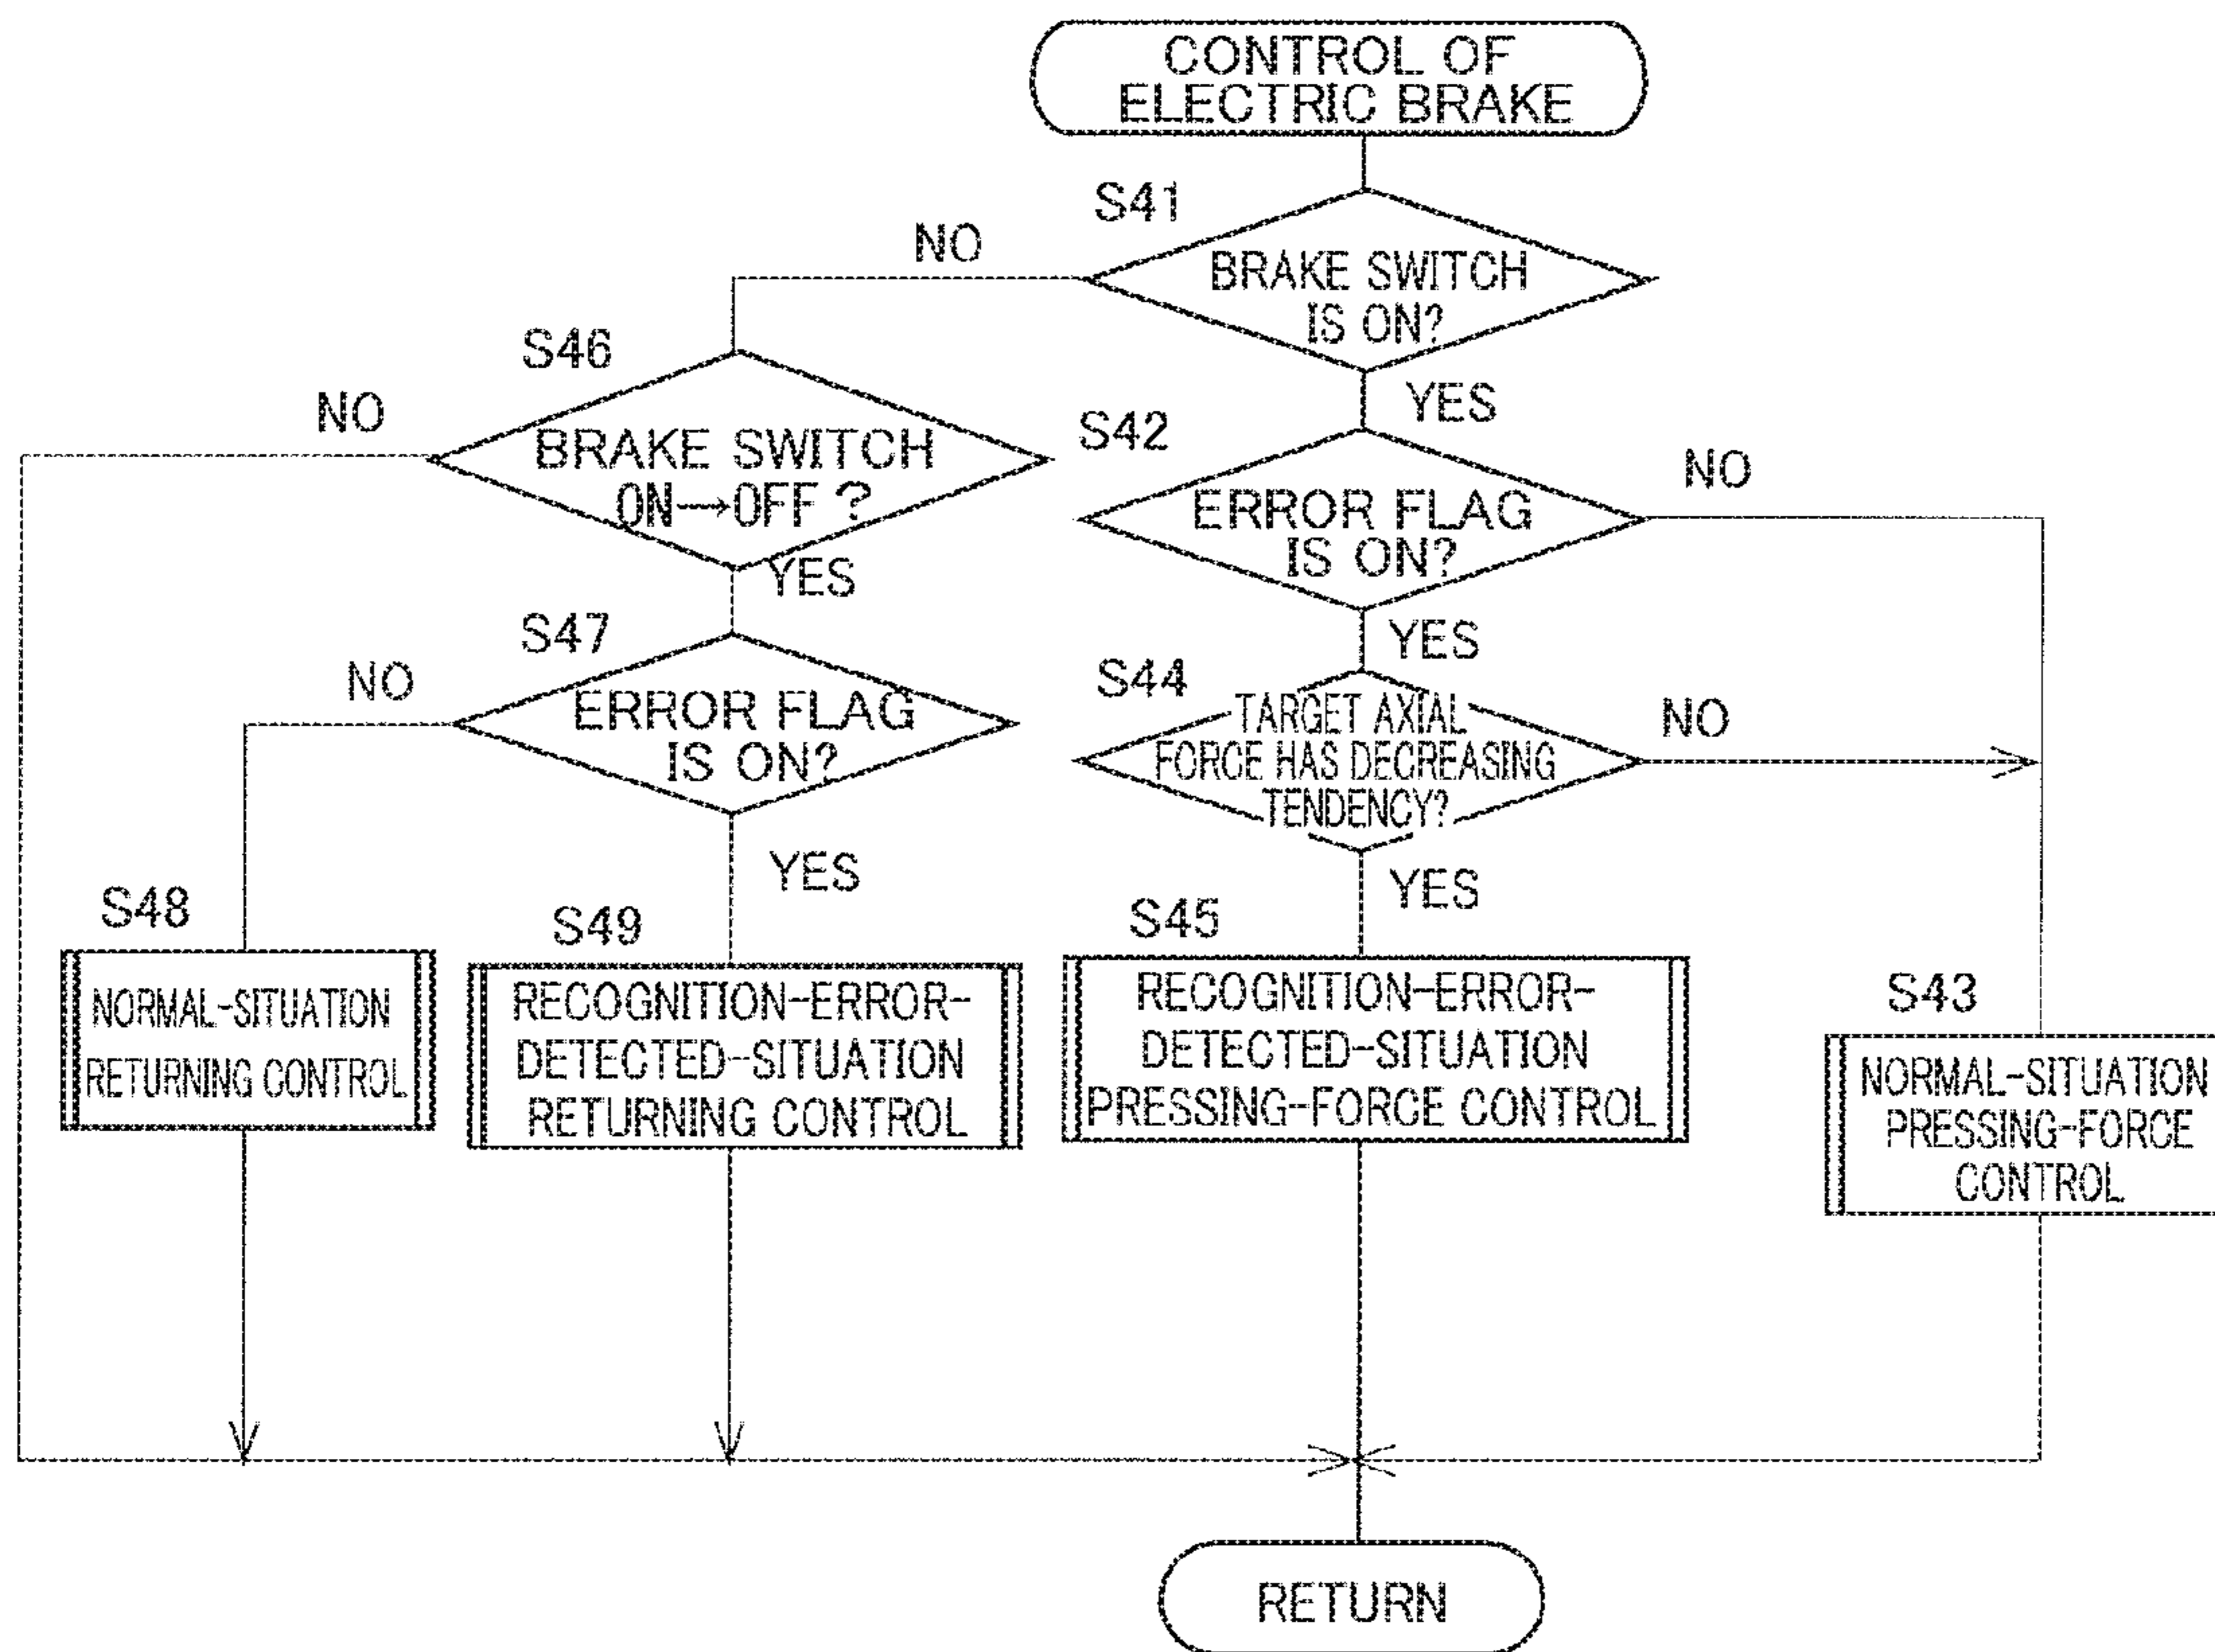 CONTROL OF
ELECTRIC BRAKE
S41
NO
BRAKE SWITCH
IS ON?
YES
S46
NO
BRAKE SWITCH
ON→OFF ?
YES
S42
NO
ERROR FLAG
IS ON?
YES
S47
NO
ERROR FLAG
IS ON?
YES
S44
NO
TARGET AXIAL
FORCE HAS DECREASING
TENDENCY?
YES
S48
NORMAL-SITUATION
RETURNING CONTROL
S49
RECOGNITION-ERROR-
DETECTED-SITUATION
RETURNING CONTROL
S45
RECOGNITION-ERROR-
DETECTED-SITUATION
PRESSING-FORCE CONTROL
S43
NORMAL-SITUATION
PRESSING-FORCE
CONTROL
RETURN